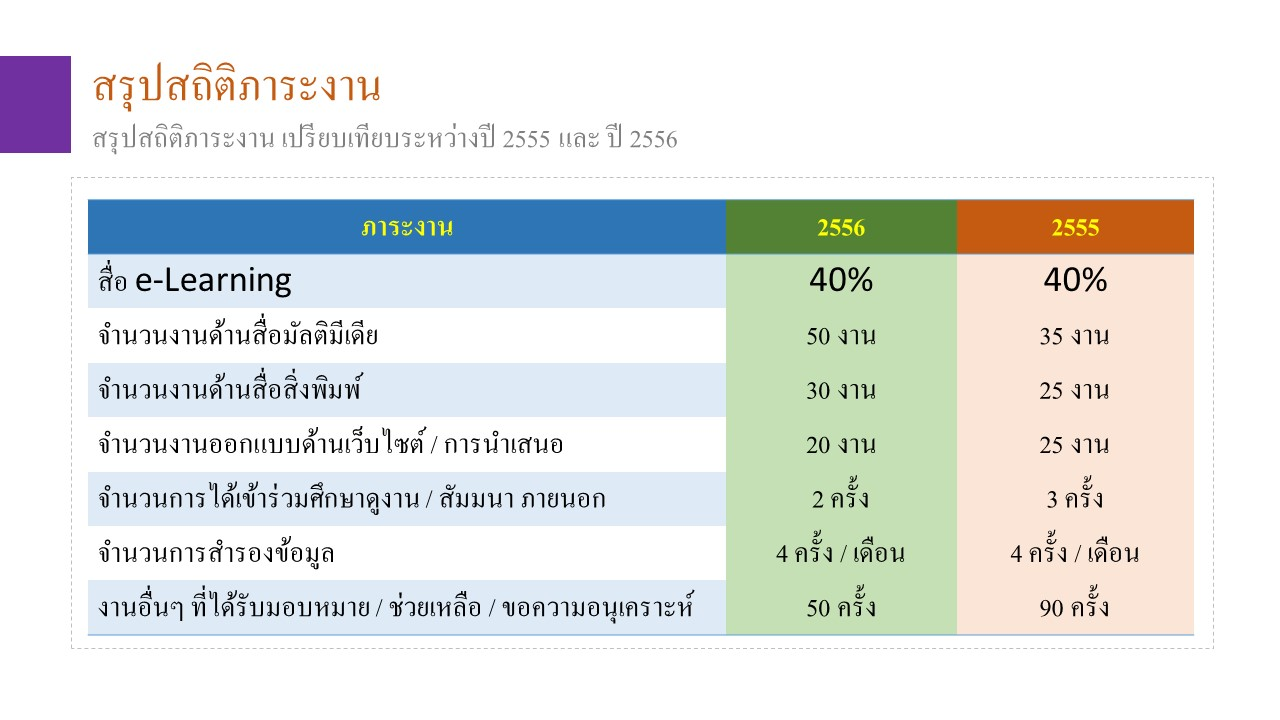 สรุปสถิติภาระงาน
สรุปสถิติภาระงาน เปรียบเทียบระหว่างปี 2555 และ ปี 2556
ภาระงาน 2556 2555
สื่อ e-Learning 40% 40%
จำนวนงานด้านสื่อมัลติมีเดีย 50 งาน 35 งาน
จำนวนงานด้านสื่อสิ่งพิมพ์ 30 งาน 25 งาน
จำนวนงานออกแบบด้านเว็บไซต์ / การนำเสนอ 20 งาน 25 งาน
จำนวนการได้เข้าร่วมศึกษาดูงาน / สัมมนา ภายนอก 2 ครั้ง 3 ครั้ง
จำนวนการสำรองข้อมูล 4 ครั้ง / เดือน 4 ครั้ง / เดือน
งานอื่นๆ ที่ได้รับมอบหมาย / ช่วยเหลือ / ขอความอนุเคราะห์ 50 ครั้ง 90 ครั้ง